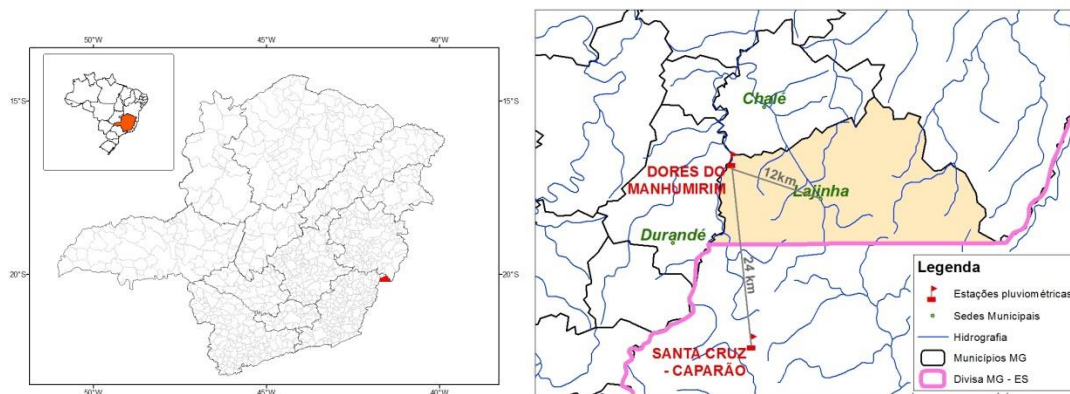 50°W
45°W
40°W
15°S
15°S
20°S
20°S
50°W
45°W
40°W
Chalé
DORES DO
MANHUMIRIM
12km
Lajinha
Durandé
24 km
SANTA CRUZ
- CAPARÃO
Legenda
Estações pluviométricas
Sedes Municipais
Hidrografia
Municípios MG
Divisa MG - ES